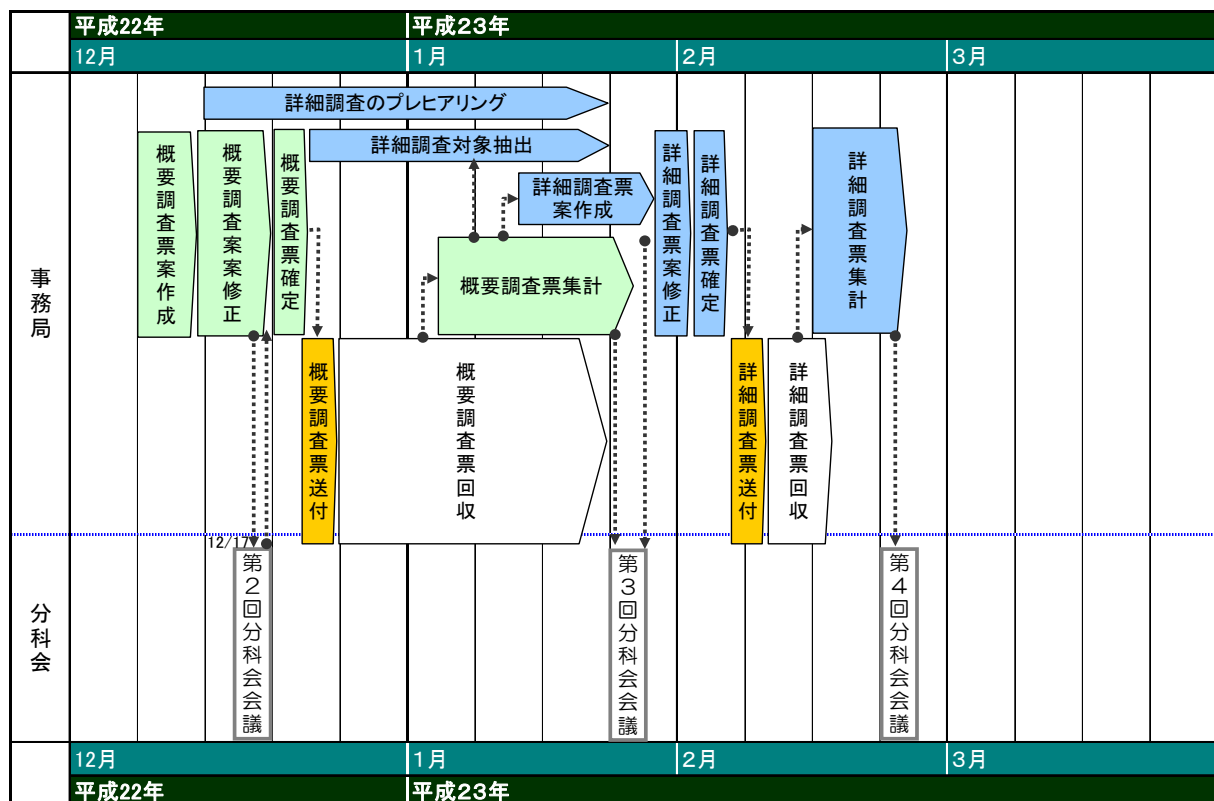 平成22年
平成23年
12月
1月
2月
3月
詳細調査のプレヒアリング
詳細調査対象抽出
概要調査票案作成
概要調査案案修正
概要調査票確定
詳細調査票
案作成
詳細調査票案修正
詳細調査票確定
詳細調査票集計
概要調査票集計
事務局
概要調査票送付
概要調査票回収
詳細調査票送付
詳細調査票回収
12/17
分科会
第2回分科会会議
第3回分科会会議
第4回分科会会議
12月
1月
2月
3月
平成22年
平成23年